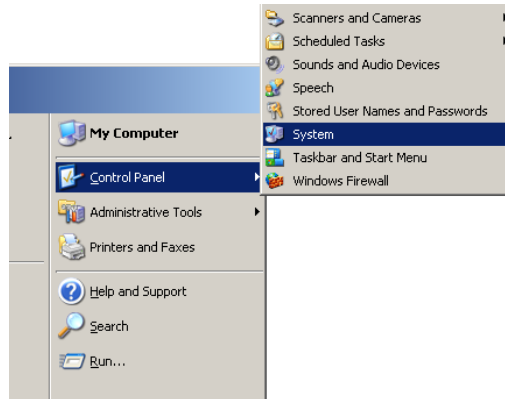 Scanners and Cameras
Scheduled Tasks
Sounds and Audio Devices
Speech
Stored User Names and Passwords
System
Taskbar and Start Menu
Windows Firewall
My Computer
Control Panel
Administrative Tools
Printers and Faxes
Help and Support
Search
Run...